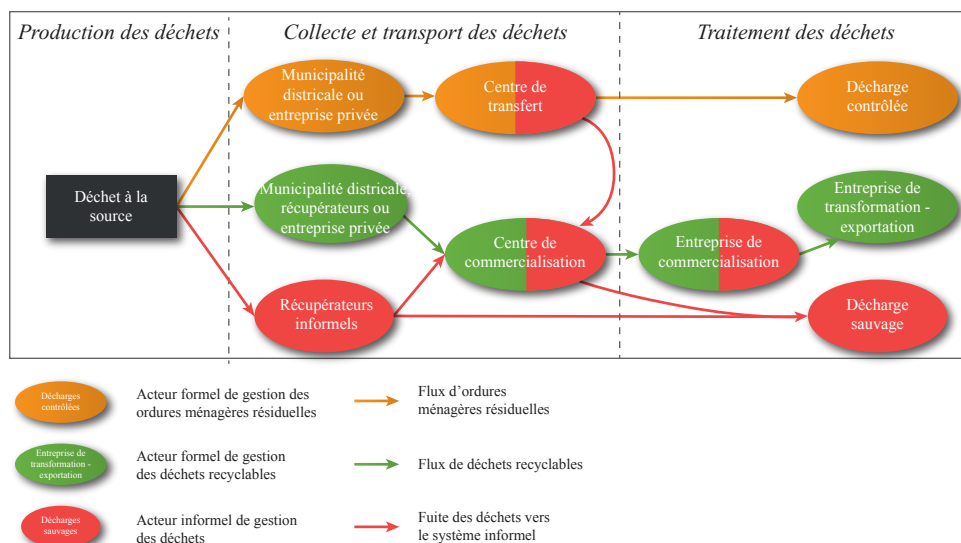 Production des déchets
Collecte et transport des déchets
Traitement des déchets
Municipalité
districale ou
entreprise privée
Centre de
transfert
Décharge
contrôlée
Déchet à la
source
Municipalité districale,
récupérateurs ou
entreprise privée
Centre de
commercialisation
Entreprise de
commercialisation
Entreprise de
transformation -
exportation
Récupérateurs
informels
Décharge
sauvage
Décharges
contrôlées
Acteur formel de gestion des
ordures ménagères résiduelles
Flux d’ordures
ménagères résiduelles
Entreprise de
transformation -
exportation
Acteur formel de gestion
des déchets recyclables
Flux de déchets recyclables
Décharges
sauvages
Acteur informel de gestion
des déchets
Fuite des déchets vers
le système informel